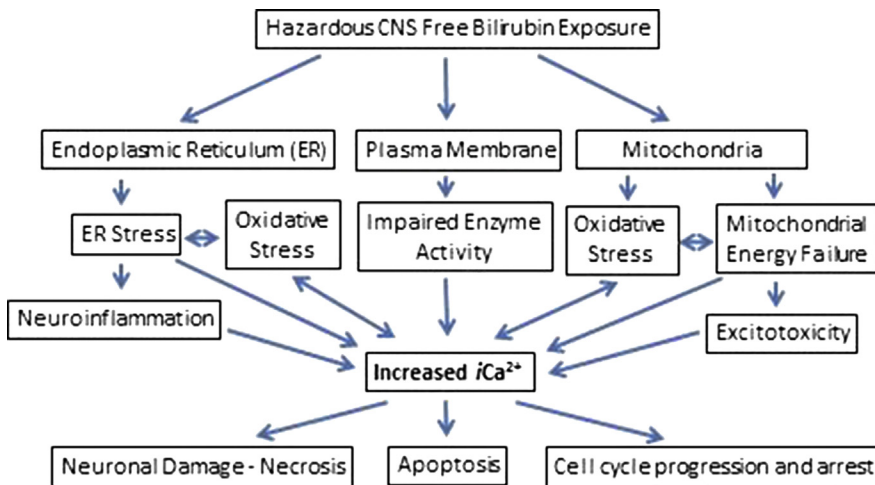 Hazardous CNS Free Bilirubin Exposure
Endoplasmic Reticulum (ER)
Plasma Membrane
Mitochondria
ER Stress
Oxidative
Stress
Impaired Enzyme
Activity
Oxidative
Stress
Mitochondrial
Energy Failure
Neuroinflammation
Excitotoxicity
Increased iCa²⁺
Neuronal Damage - Necrosis
Apoptosis
Cell cycle progression and arrest